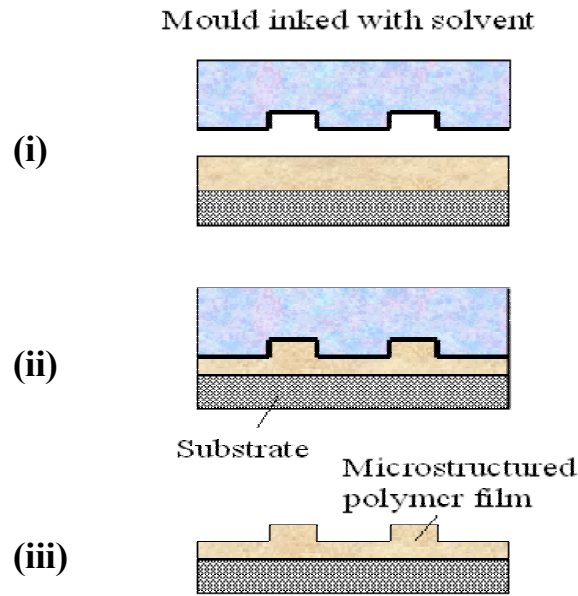 Mould inked with solvent
(i)
(ii)
Substrate
Microstructured
polymer film
(iii)